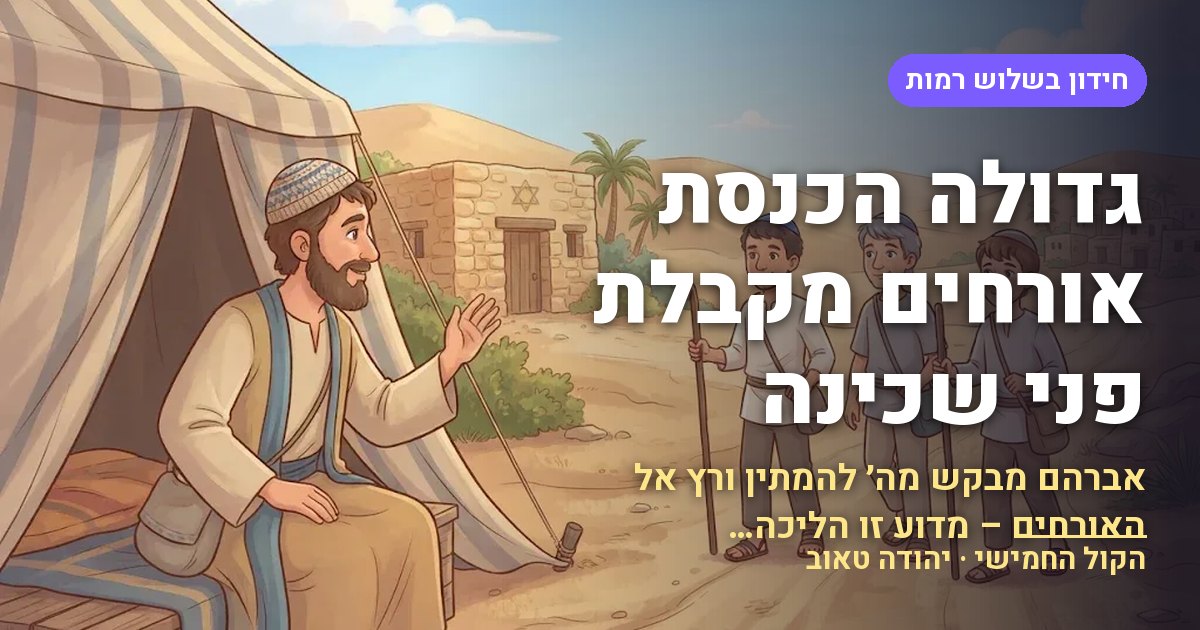 חידון בשלוש רמות
גדולה הכנסת
אורחים מקבלת
פני שכינה
אברהם מבקש מה׳ להמתין ורץ אל
האורחים – מדוע זו הליכה...
הקול החמישי · יהודה טאוב